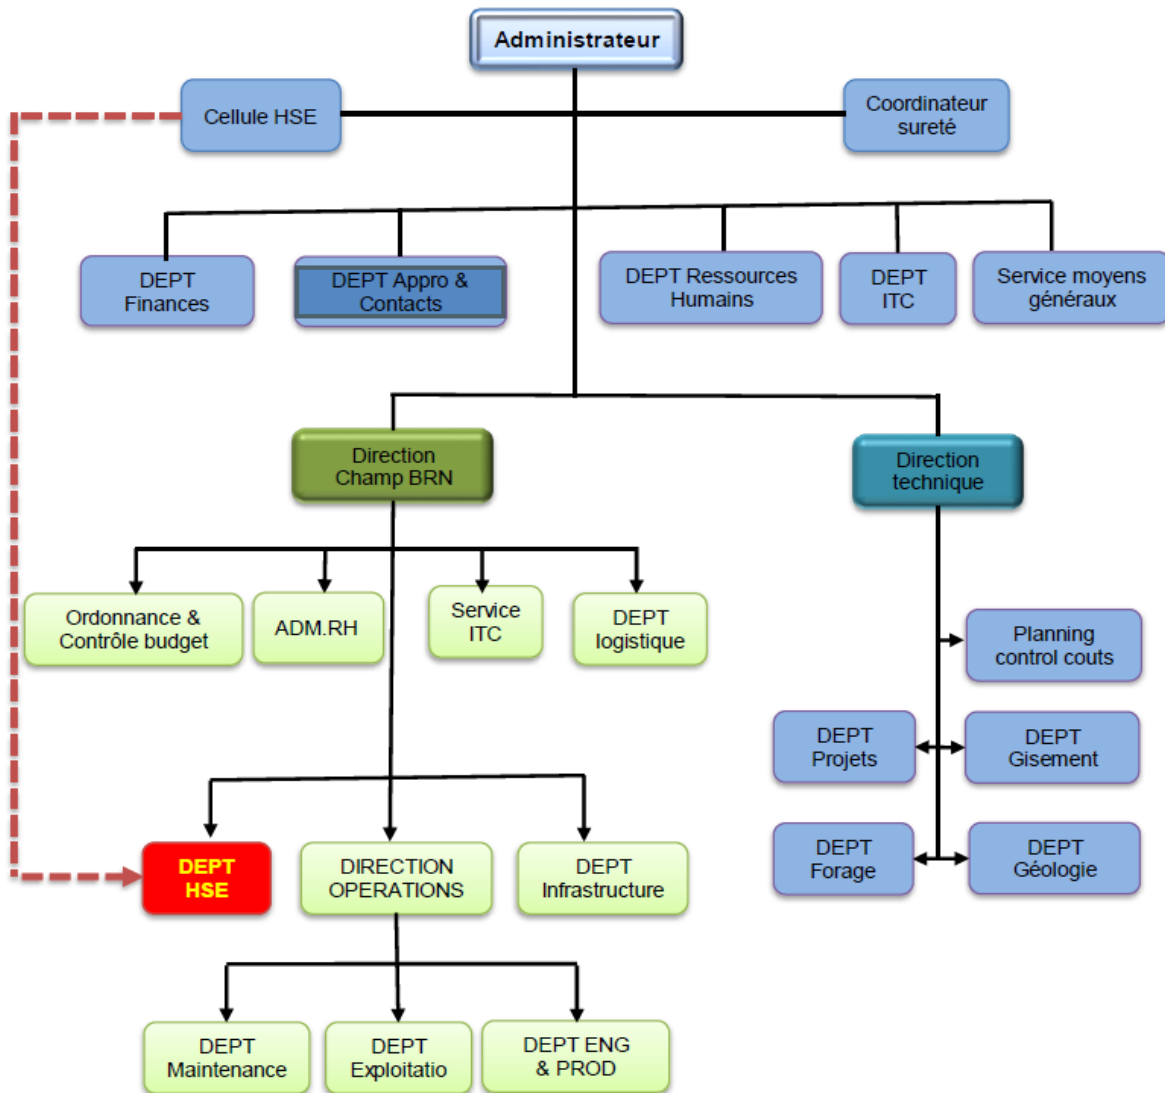 Administrateur
Cellule HSE
Coordinateur
sureté
DEPT
Finances
DEPT Appro &
Contacts
DEPT Ressources
Humains
DEPT
ITC
Service moyens
généraux
Direction
Champ BRN
Direction
technique
Ordonnance &
Contrôle budget
ADM.RH
Service
ITC
DEPT
logistique
Planning
control couts
DEPT
Projets
DEPT
Gisement
DEPT
HSE
DIRECTION
OPERATIONS
DEPT
Infrastructure
DEPT
Forage
DEPT
Géologie
DEPT
Maintenance
DEPT
Exploitatio
DEPT ENG
& PROD